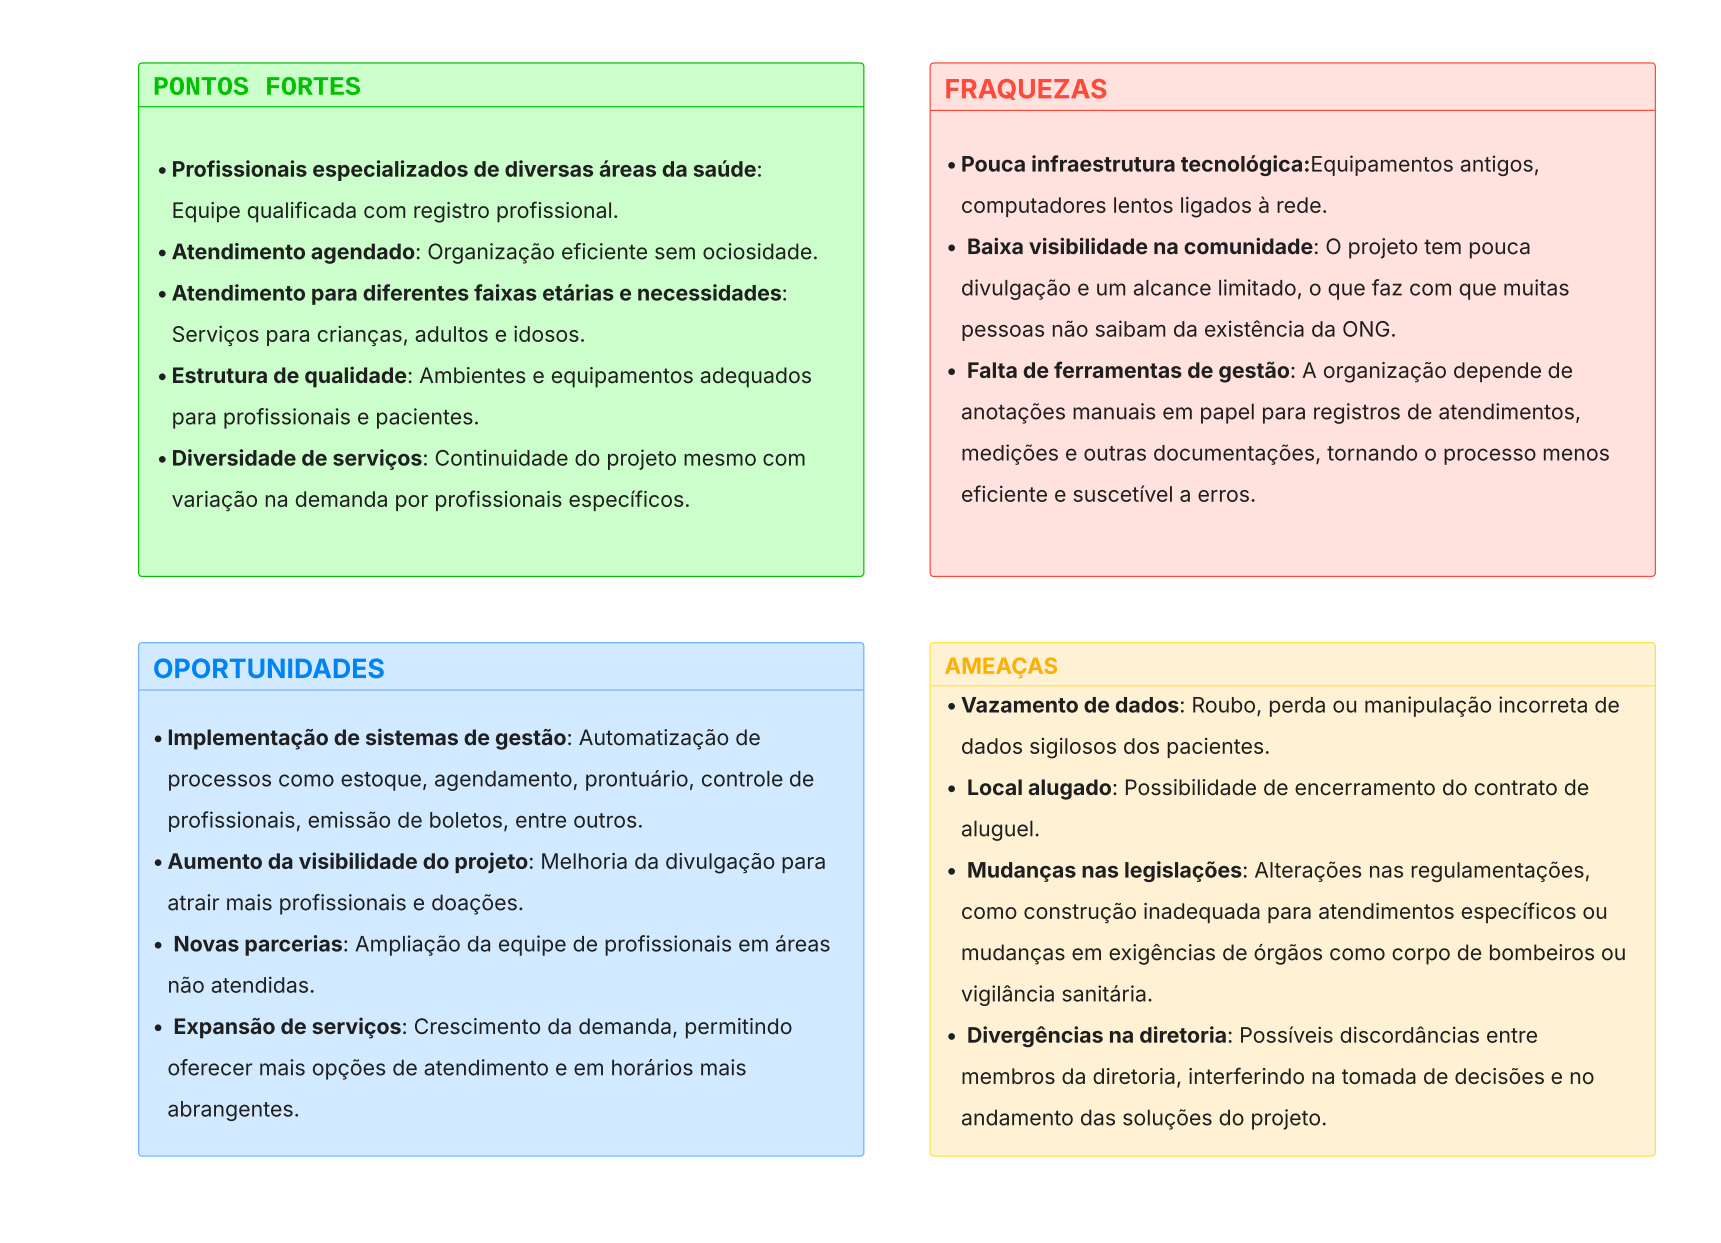 PONTOS FORTES
• Profissionais especializados de diversas áreas da saúde:
Equipe qualificada com registro profissional.
• Atendimento agendado: Organização eficiente sem ociosidade.
• Atendimento para diferentes faixas etárias e necessidades:
Serviços para crianças, adultos e idosos.
• Estrutura de qualidade: Ambientes e equipamentos adequados
para profissionais e pacientes.
• Diversidade de serviços: Continuidade do projeto mesmo com
variação na demanda por profissionais específicos.
FRAQUEZAS
• Pouca infraestrutura tecnológica:Equipamentos antigos,
computadores lentos ligados à rede.
• Baixa visibilidade na comunidade: O projeto tem pouca
divulgação e um alcance limitado, o que faz com que muitas
pessoas não saibam da existência da ONG.
• Falta de ferramentas de gestão: A organização depende de
anotações manuais em papel para registros de atendimentos,
medições e outras documentações, tornando o processo menos
eficiente e suscetível a erros.
OPORTUNIDADES
• Implementação de sistemas de gestão: Automatização de
processos como estoque, agendamento, prontuário, controle de
profissionais, emissão de boletos, entre outros.
• Aumento da visibilidade do projeto: Melhoria da divulgação para
atrair mais profissionais e doações.
• Novas parcerias: Ampliação da equipe de profissionais em áreas
não atendidas.
• Expansão de serviços: Crescimento da demanda, permitindo
oferecer mais opções de atendimento e em horários mais
abrangentes.
AMEAÇAS
• Vazamento de dados: Roubo, perda ou manipulação incorreta de
dados sigilosos dos pacientes.
• Local alugado: Possibilidade de encerramento do contrato de
aluguel.
• Mudanças nas legislações: Alterações nas regulamentações,
como construção inadequada para atendimentos específicos ou
mudanças em exigências de órgãos como corpo de bombeiros ou
vigilância sanitária.
• Divergências na diretoria: Possíveis discordâncias entre
membros da diretoria, interferindo na tomada de decisões e no
andamento das soluções do projeto.